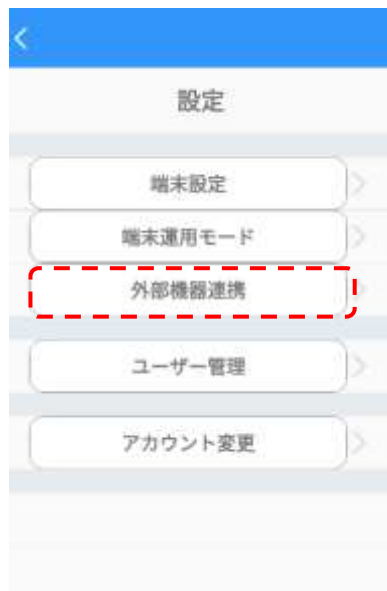 設定
端末設定
端末運用モード
外部機器連携
ユーザー管理
アカウント変更